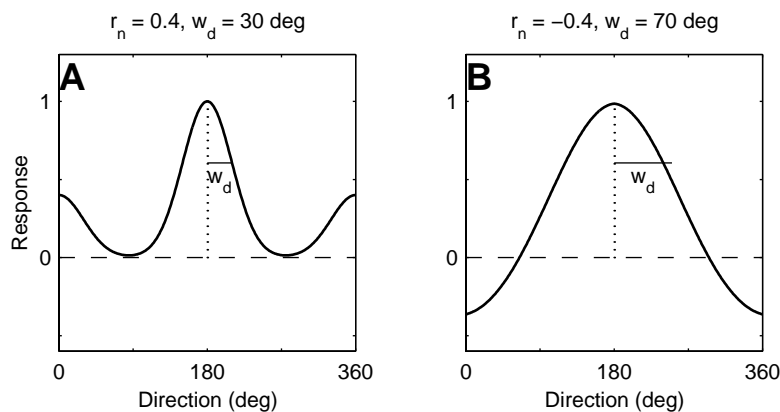 r_n = 0.4, w_d = 30 deg
A
1
0
Response
w_d
0 180 360
Direction (deg)
r_n = −0.4, w_d = 70 deg
B
1
0
w_d
0 180 360
Direction (deg)